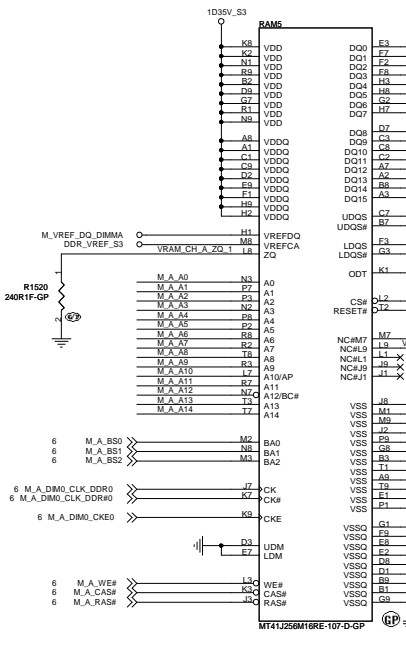 1D35V_S3
RAM5
K8 VDD DQ0 E3
K2 VDD DQ1 F7
N1 VDD DQ2 F2
R9 VDD DQ3 F8
B2 VDD DQ4 H3
D9 VDD DQ5 H8
G7 VDD DQ6 G2
R1 VDD DQ7 H7
N9 VDD
DQ8 D7
A8 VDDQ DQ9 C3
A1 VDDQ DQ10 C8
C1 VDDQ DQ11 C2
C9 VDDQ DQ12 A7
D2 VDDQ DQ13 A2
E9 VDDQ DQ14 B8
F1 VDDQ DQ15 A3
H9 VDDQ
H2 VDDQ UDQS C7
UDQS# B7
M_VREF_DQ_DIMMA H1 VREFDQ
DDR_VREF_S3 M8 VREFCA LDQS F3
VRAM_CH_A_ZQ_1 L8 ZQ LDQS# G3
ODT K1
1
R1520
240R1F-GP
2
M_A_A0 N3 A0
M_A_A1 P7 A1 CS# L2
M_A_A2 P3 A2 RESET# T2
M_A_A3 N2 A3
M_A_A4 P8 A4
M_A_A5 P2 A5
M_A_A6 R8 A6 NC#M7 M7
M_A_A7 R2 A7 NC#L9 L9
M_A_A8 T8 A8 NC#L1 L1
M_A_A9 R3 A9 NC#J9 J9
M_A_A10 L7 A10/AP NC#J1 J1
M_A_A11 R7 A11
M_A_A12 N7 A12/BC#
M_A_A13 T3 A13 VSS J8
M_A_A14 T7 A14 VSS M1
VSS M9
VSS J2
6 M_A_BS0 M2 BA0 VSS P9
6 M_A_BS1 N8 BA1 VSS G8
6 M_A_BS2 M3 BA2 VSS B3
VSS T1
VSS A9
6 M_A_DIM0_CLK_DDR0 J7 CK VSS T9
6 M_A_DIM0_CLK_DDR#0 K7 CK# VSS E1
VSS P1
6 M_A_DIM0_CKE0 K9 CKE
VSSQ G1
VSSQ F9
D3 UDM VSSQ E8
E7 LDM VSSQ E2
VSSQ D8
VSSQ D1
6 M_A_WE# L3 WE# VSSQ B9
6 M_A_CAS# K3 CAS# VSSQ B1
6 M_A_RAS# J3 RAS# VSSQ G9
MT41J256M16RE-107-D-GP
GP